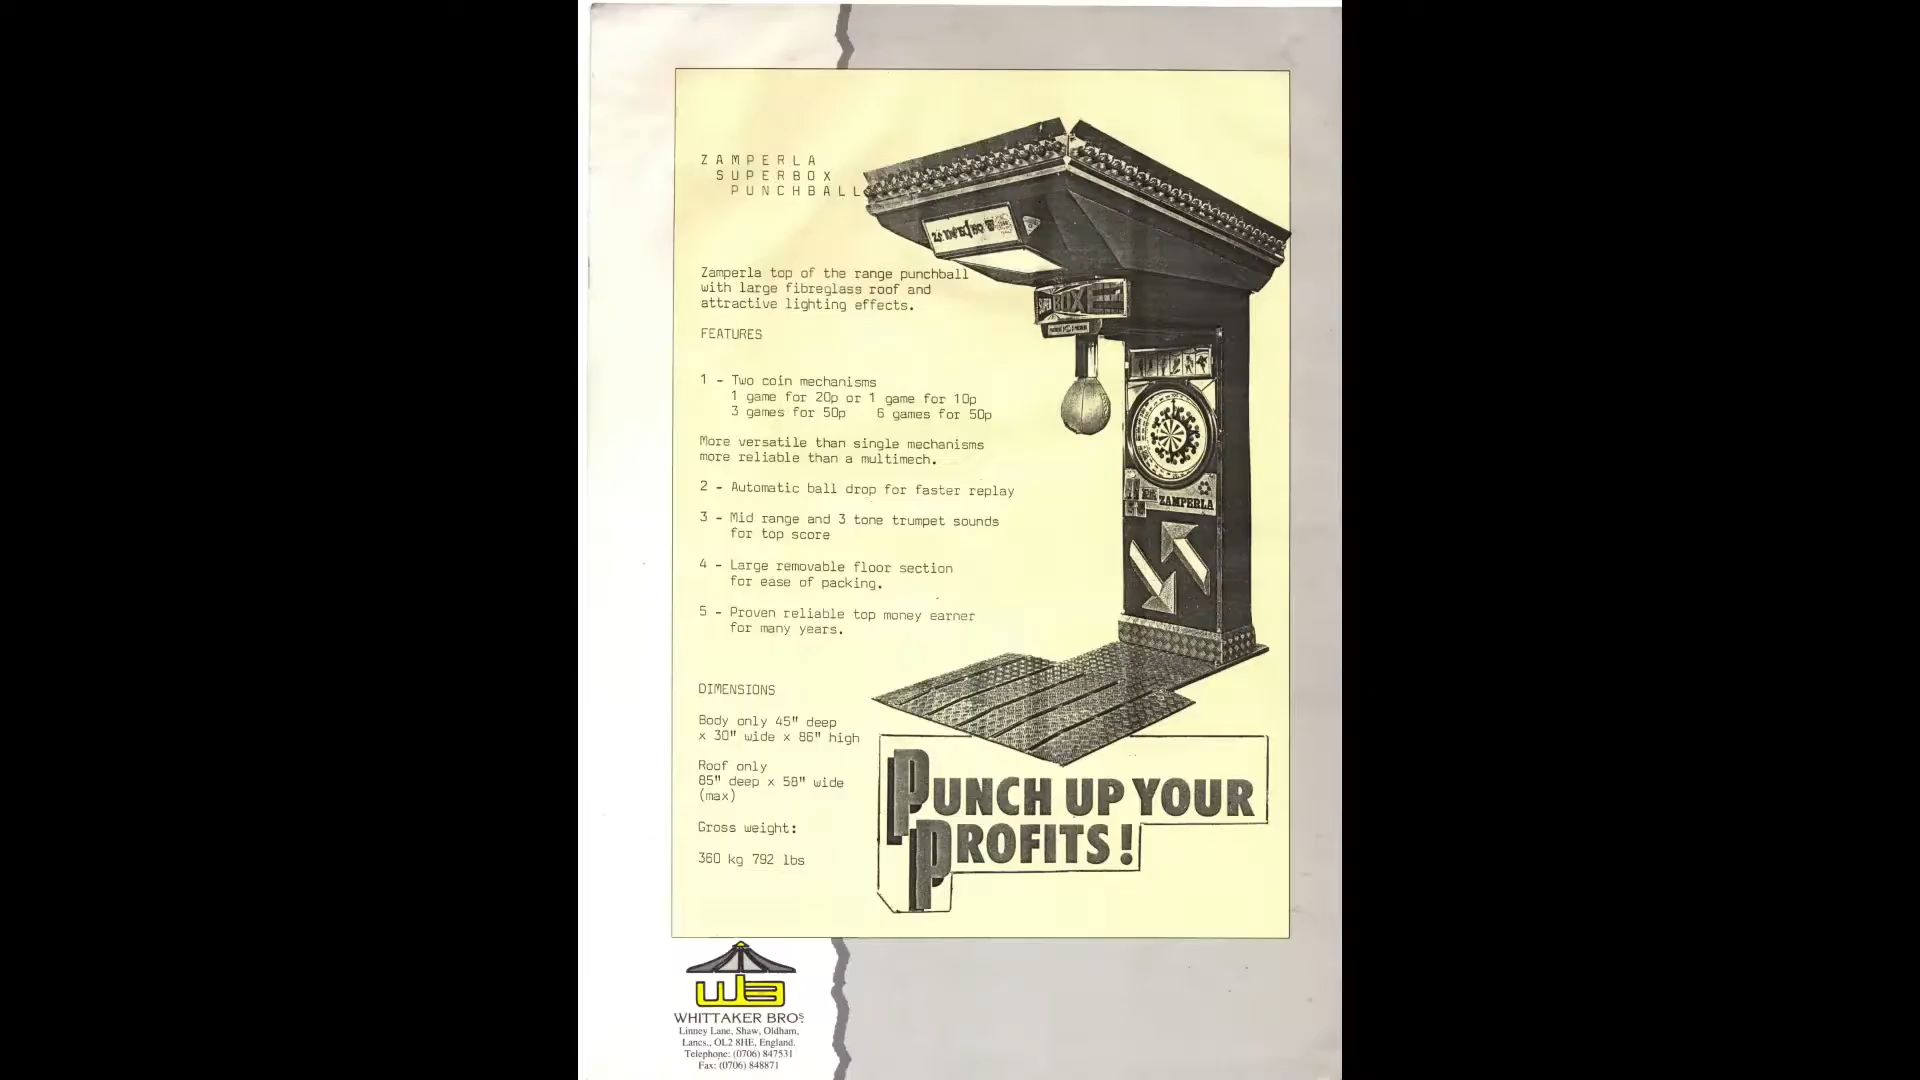 ZAMPERLA
SUPERBOX
PUNCHBALL
Zamperla top of the range punchball
with large fibreglass roof and
attractive lighting effects.
FEATURES
1 - Two coin mechanisms
1 game for 20p or 1 game for 10p
3 games for 50p 6 games for 50p
More versatile than single mechanisms
more reliable than a multimech.
2 - Automatic ball drop for faster replay
3 - Mid range and 3 tone trumpet sounds
for top score
4 - Large removable floor section
for ease of packing.
5 - Proven reliable top money earner
for many years.
DIMENSIONS
Body only 45" deep
x 30" wide x 86" high
Roof only
85" deep x 58" wide
(max)
Gross weight:
360 kg 792 lbs
SUPER BOX
ZAMPERLA
PUNCH UP YOUR
PROFITS!
WB
WHITTAKER BROS.
Linney Lane, Shaw, Oldham,
Lancs., OL2 8HE, England.
Telephone: (0706) 847531
Fax: (0706) 848871